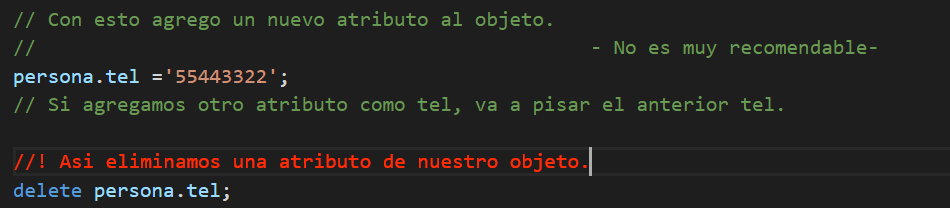 // Con esto agrego un nuevo atributo al objeto.
// - No es muy recomendable-
persona.tel ='55443322';
// Si agregamos otro atributo como tel, va a pisar el anterior tel.
//! Asi eliminamos una atributo de nuestro objeto.
delete persona.tel;